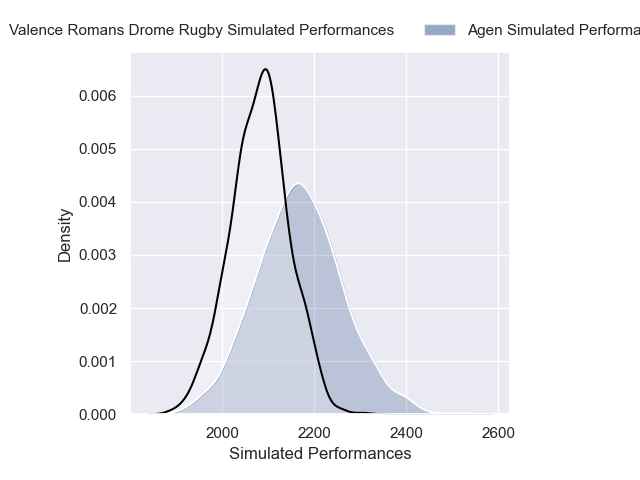 Valence Romans Drome Rugby Simulated Performances Agen Simulated Performa
0.006
0.005
0.004
0.003
0.002
0.001
0.000
Density
2000 2200 2400 2600
Simulated Performances